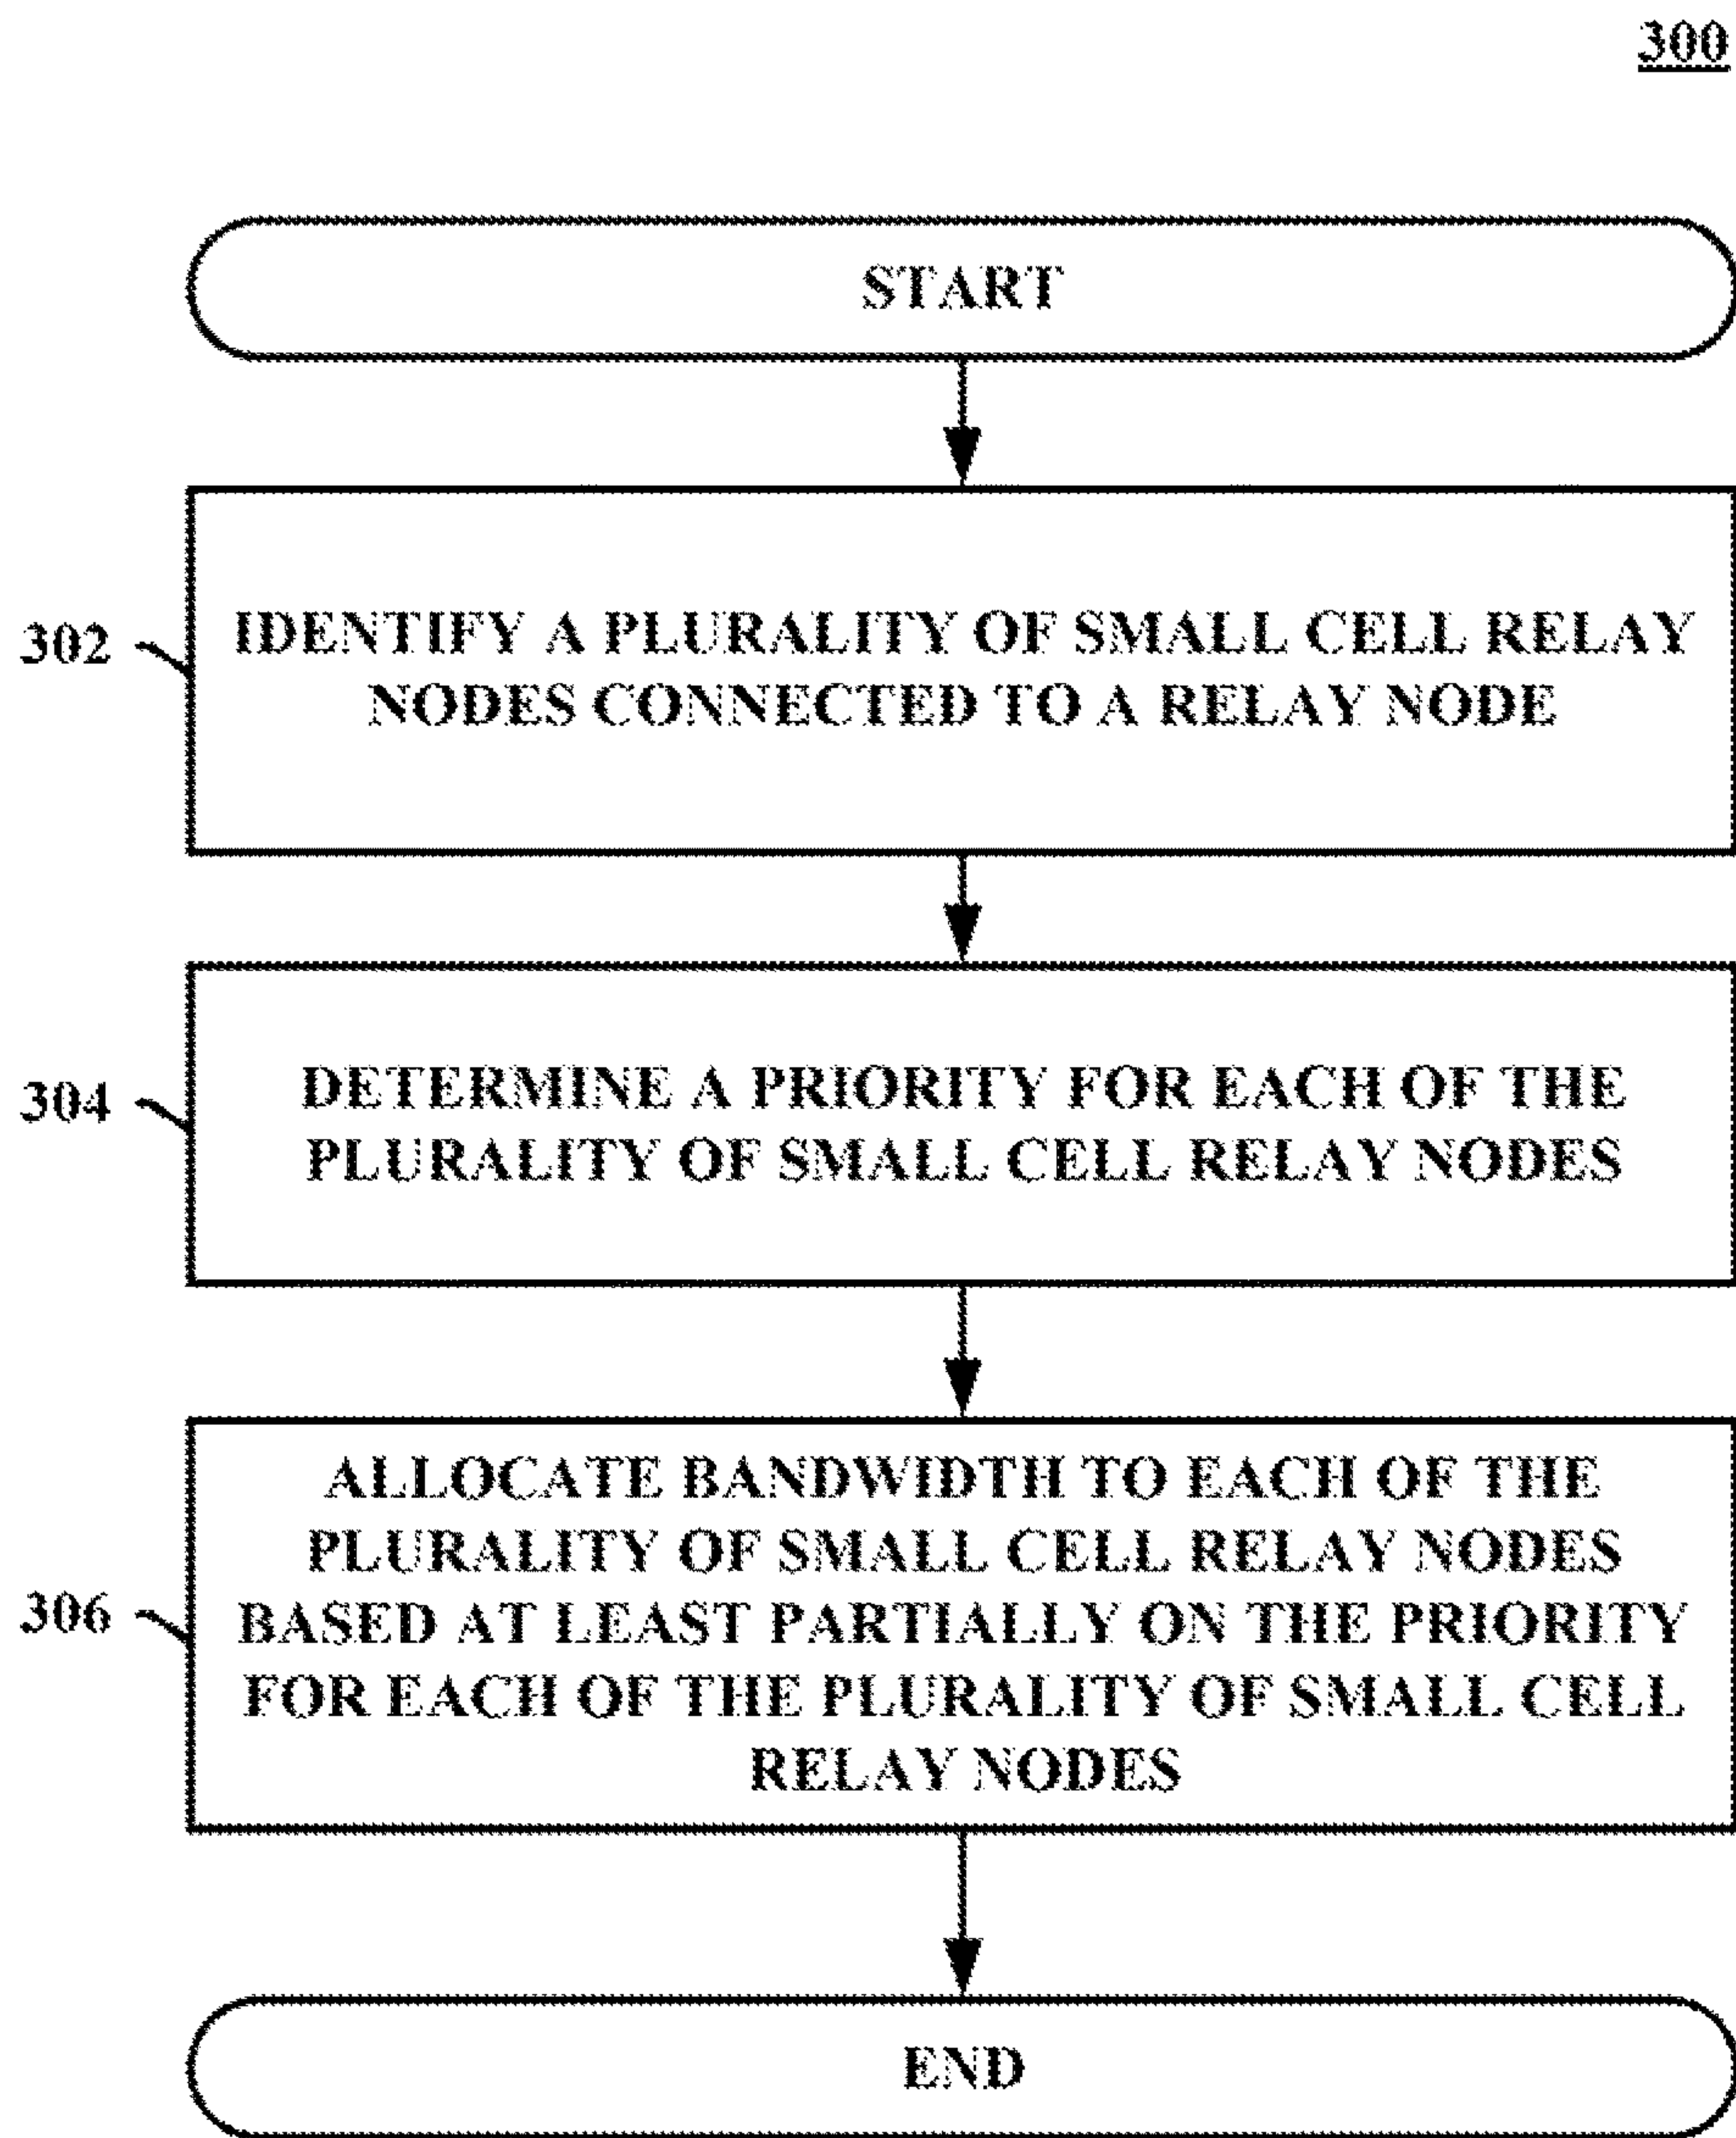 300
START
302
IDENTIFY A PLURALITY OF SMALL CELL RELAY
NODES CONNECTED TO A RELAY NODE
304
DETERMINE A PRIORITY FOR EACH OF THE
PLURALITY OF SMALL CELL RELAY NODES
306
ALLOCATE BANDWIDTH TO EACH OF THE
PLURALITY OF SMALL CELL RELAY NODES
BASED AT LEAST PARTIALLY ON THE PRIORITY
FOR EACH OF THE PLURALITY OF SMALL CELL
RELAY NODES
END